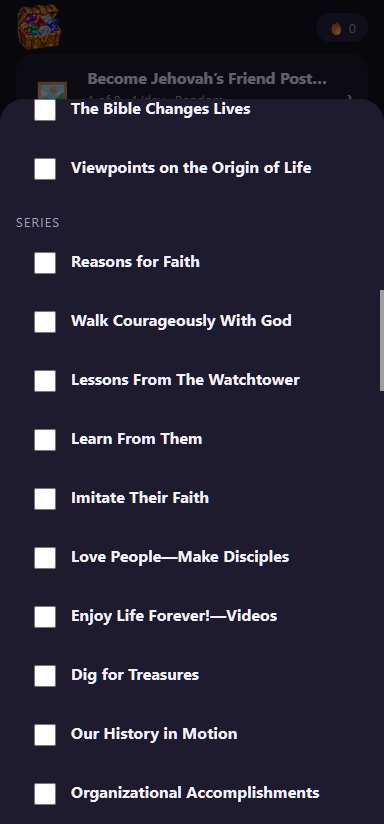 0
Become Jehovah's Friend Post...
The Bible Changes Lives
Viewpoints on the Origin of Life
SERIES
Reasons for Faith
Walk Courageously With God
Lessons From The Watchtower
Learn From Them
Imitate Their Faith
Love People—Make Disciples
Enjoy Life Forever!—Videos
Dig for Treasures
Our History in Motion
Organizational Accomplishments